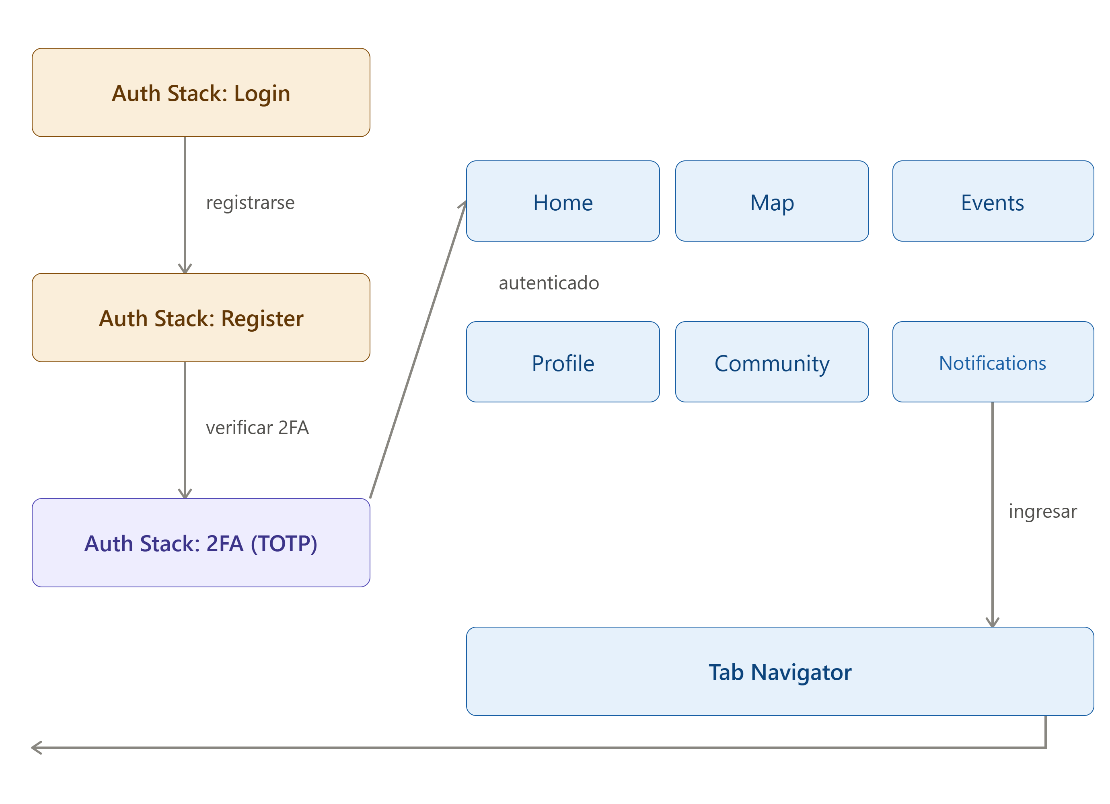 Auth Stack: Login
registrarse
Auth Stack: Register
verificar 2FA
Auth Stack: 2FA (TOTP)
Home
Map
Events
autenticado
Profile
Community
Notifications
ingresar
Tab Navigator